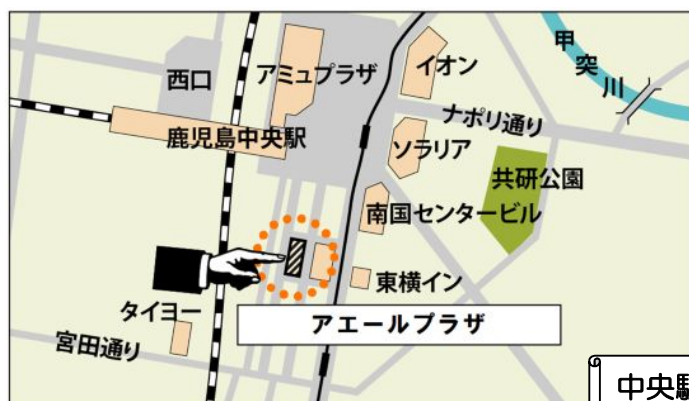 西口
アミュプラザ
イオン
甲突川
ナポリ通り
鹿児島中央駅
ソラリア
共研公園
南国センタービル
東横イン
タイヨー
アエールプラザ
宮田通り
中央駅